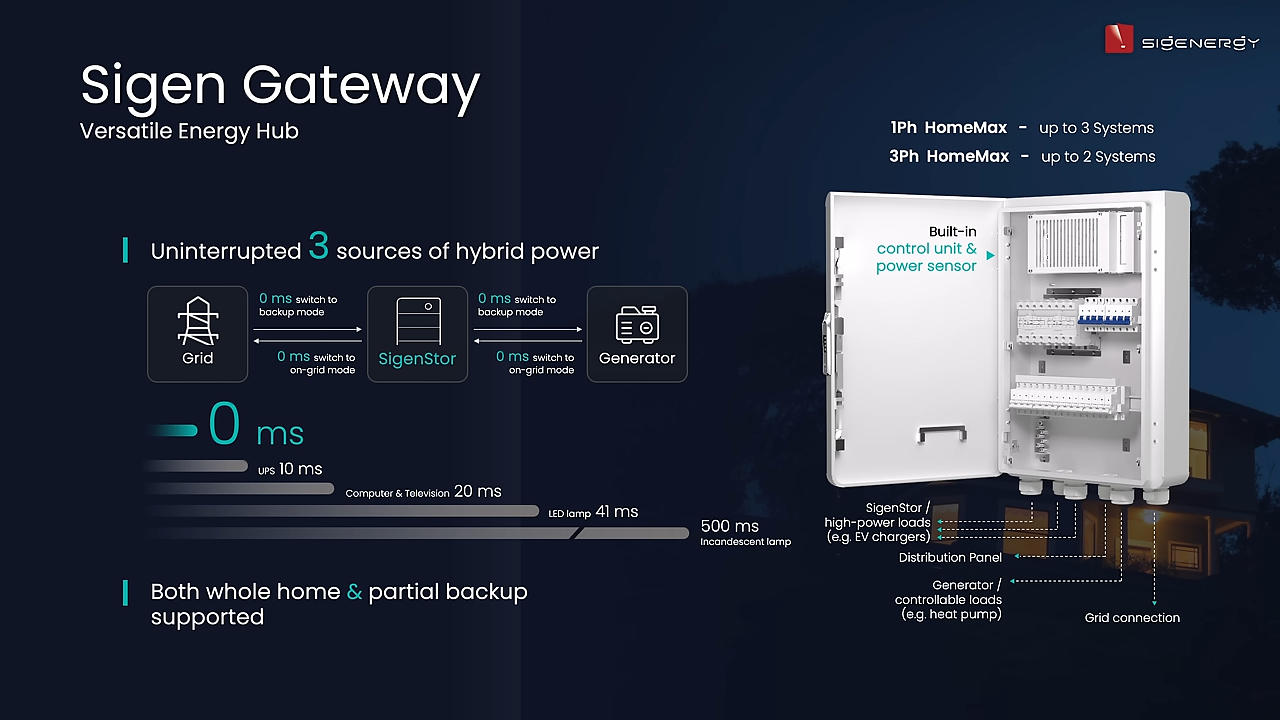 SIGENERGY
Sigen Gateway
Versatile Energy Hub
1Ph HomeMax - up to 3 Systems
3Ph HomeMax - up to 2 Systems
Uninterrupted 3 sources of hybrid power
Grid
0 ms switch to
backup mode
0 ms switch to
on-grid mode
SigenStor
0 ms switch to
backup mode
0 ms switch to
on-grid mode
Generator
0 ms
UPS 10 ms
Computer & Television 20 ms
LED lamp 41 ms
500 ms
Incandescent lamp
Both whole home & partial backup
supported
Built-in
control unit &
power sensor
SigenStor /
high-power loads
(e.g. EV chargers)
Distribution Panel
Generator /
controllable loads
(e.g. heat pump)
Grid connection